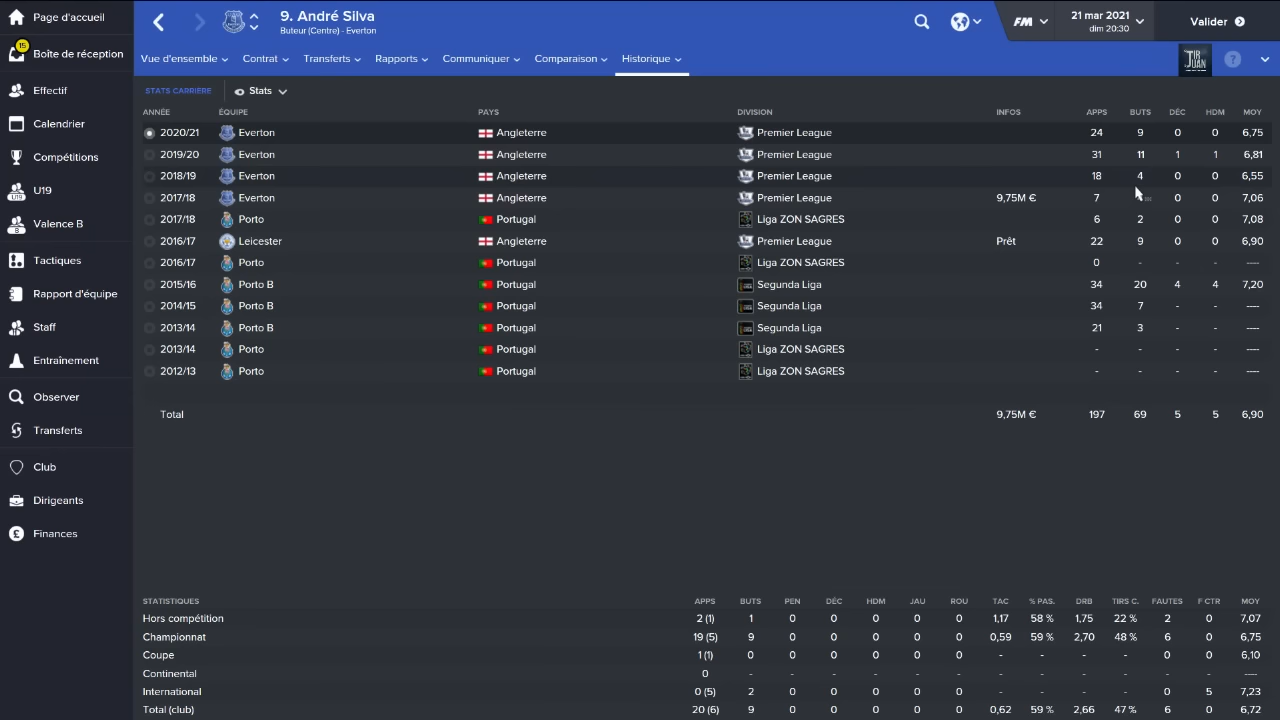 Page d'accueil
15
Boîte de réception
Effectif
Calendrier
Compétitions
U19
U19
Valence B
B
Tactiques
Rapport d'équipe
Staff
Entraînement
Observer
Transferts
Club
Dirigeants
Finances
9. André Silva
Buteur (Centre) - Everton
FM
21 mar 2021
dim 20:30
Valider
Vue d'ensemble Contrat Transferts Rapports Communiquer Comparaison Historique
TIR JUAN ?
STATS CARRIÈRE Stats
ANNÉE ÉQUIPE PAYS DIVISION INFOS APPS BUTS DÉC HDM MOY
2020/21 Everton Angleterre Premier League 24 9 0 0 6,75
2019/20 Everton Angleterre Premier League 31 11 1 1 6,81
2018/19 Everton Angleterre Premier League 18 4 0 0 6,55
2017/18 Everton Angleterre Premier League 9,75M € 7 0 0 7,06
2017/18 Porto Portugal Liga ZON SAGRES 6 2 0 0 7,08
2016/17 Leicester Angleterre Premier League Prêt 22 9 0 0 6,90
2016/17 Porto Portugal Liga ZON SAGRES 0 - - - ----
2015/16 Porto B Portugal Segunda Liga 34 20 4 4 7,20
2014/15 Porto B Portugal Segunda Liga 34 7 - - ----
2013/14 Porto B Portugal Segunda Liga 21 3 - - ----
2013/14 Porto Portugal Liga ZON SAGRES - - - - ----
2012/13 Porto Portugal Liga ZON SAGRES - - - - ----
Total 9,75M € 197 69 5 5 6,90
STATISTIQUES APPS BUTS PEN DÉC HDM JAU ROU TAC % PAS. DRB TIRS C. FAUTES F CTR MOY
Hors compétition 2 (1) 1 0 0 0 0 0 1,17 58 % 1,75 22 % 2 0 7,07
Championnat 19 (5) 9 0 0 0 0 0 0,59 59 % 2,70 48 % 6 0 6,75
Coupe 1 (1) 0 0 0 0 0 0 - - - - 0 0 6,10
Continental 0 - - - - - - - - - - - - ----
International 0 (5) 2 0 0 0 0 0 - - - - 0 5 7,23
Total (club) 20 (6) 9 0 0 0 0 0 0,62 59 % 2,66 47 % 6 0 6,72